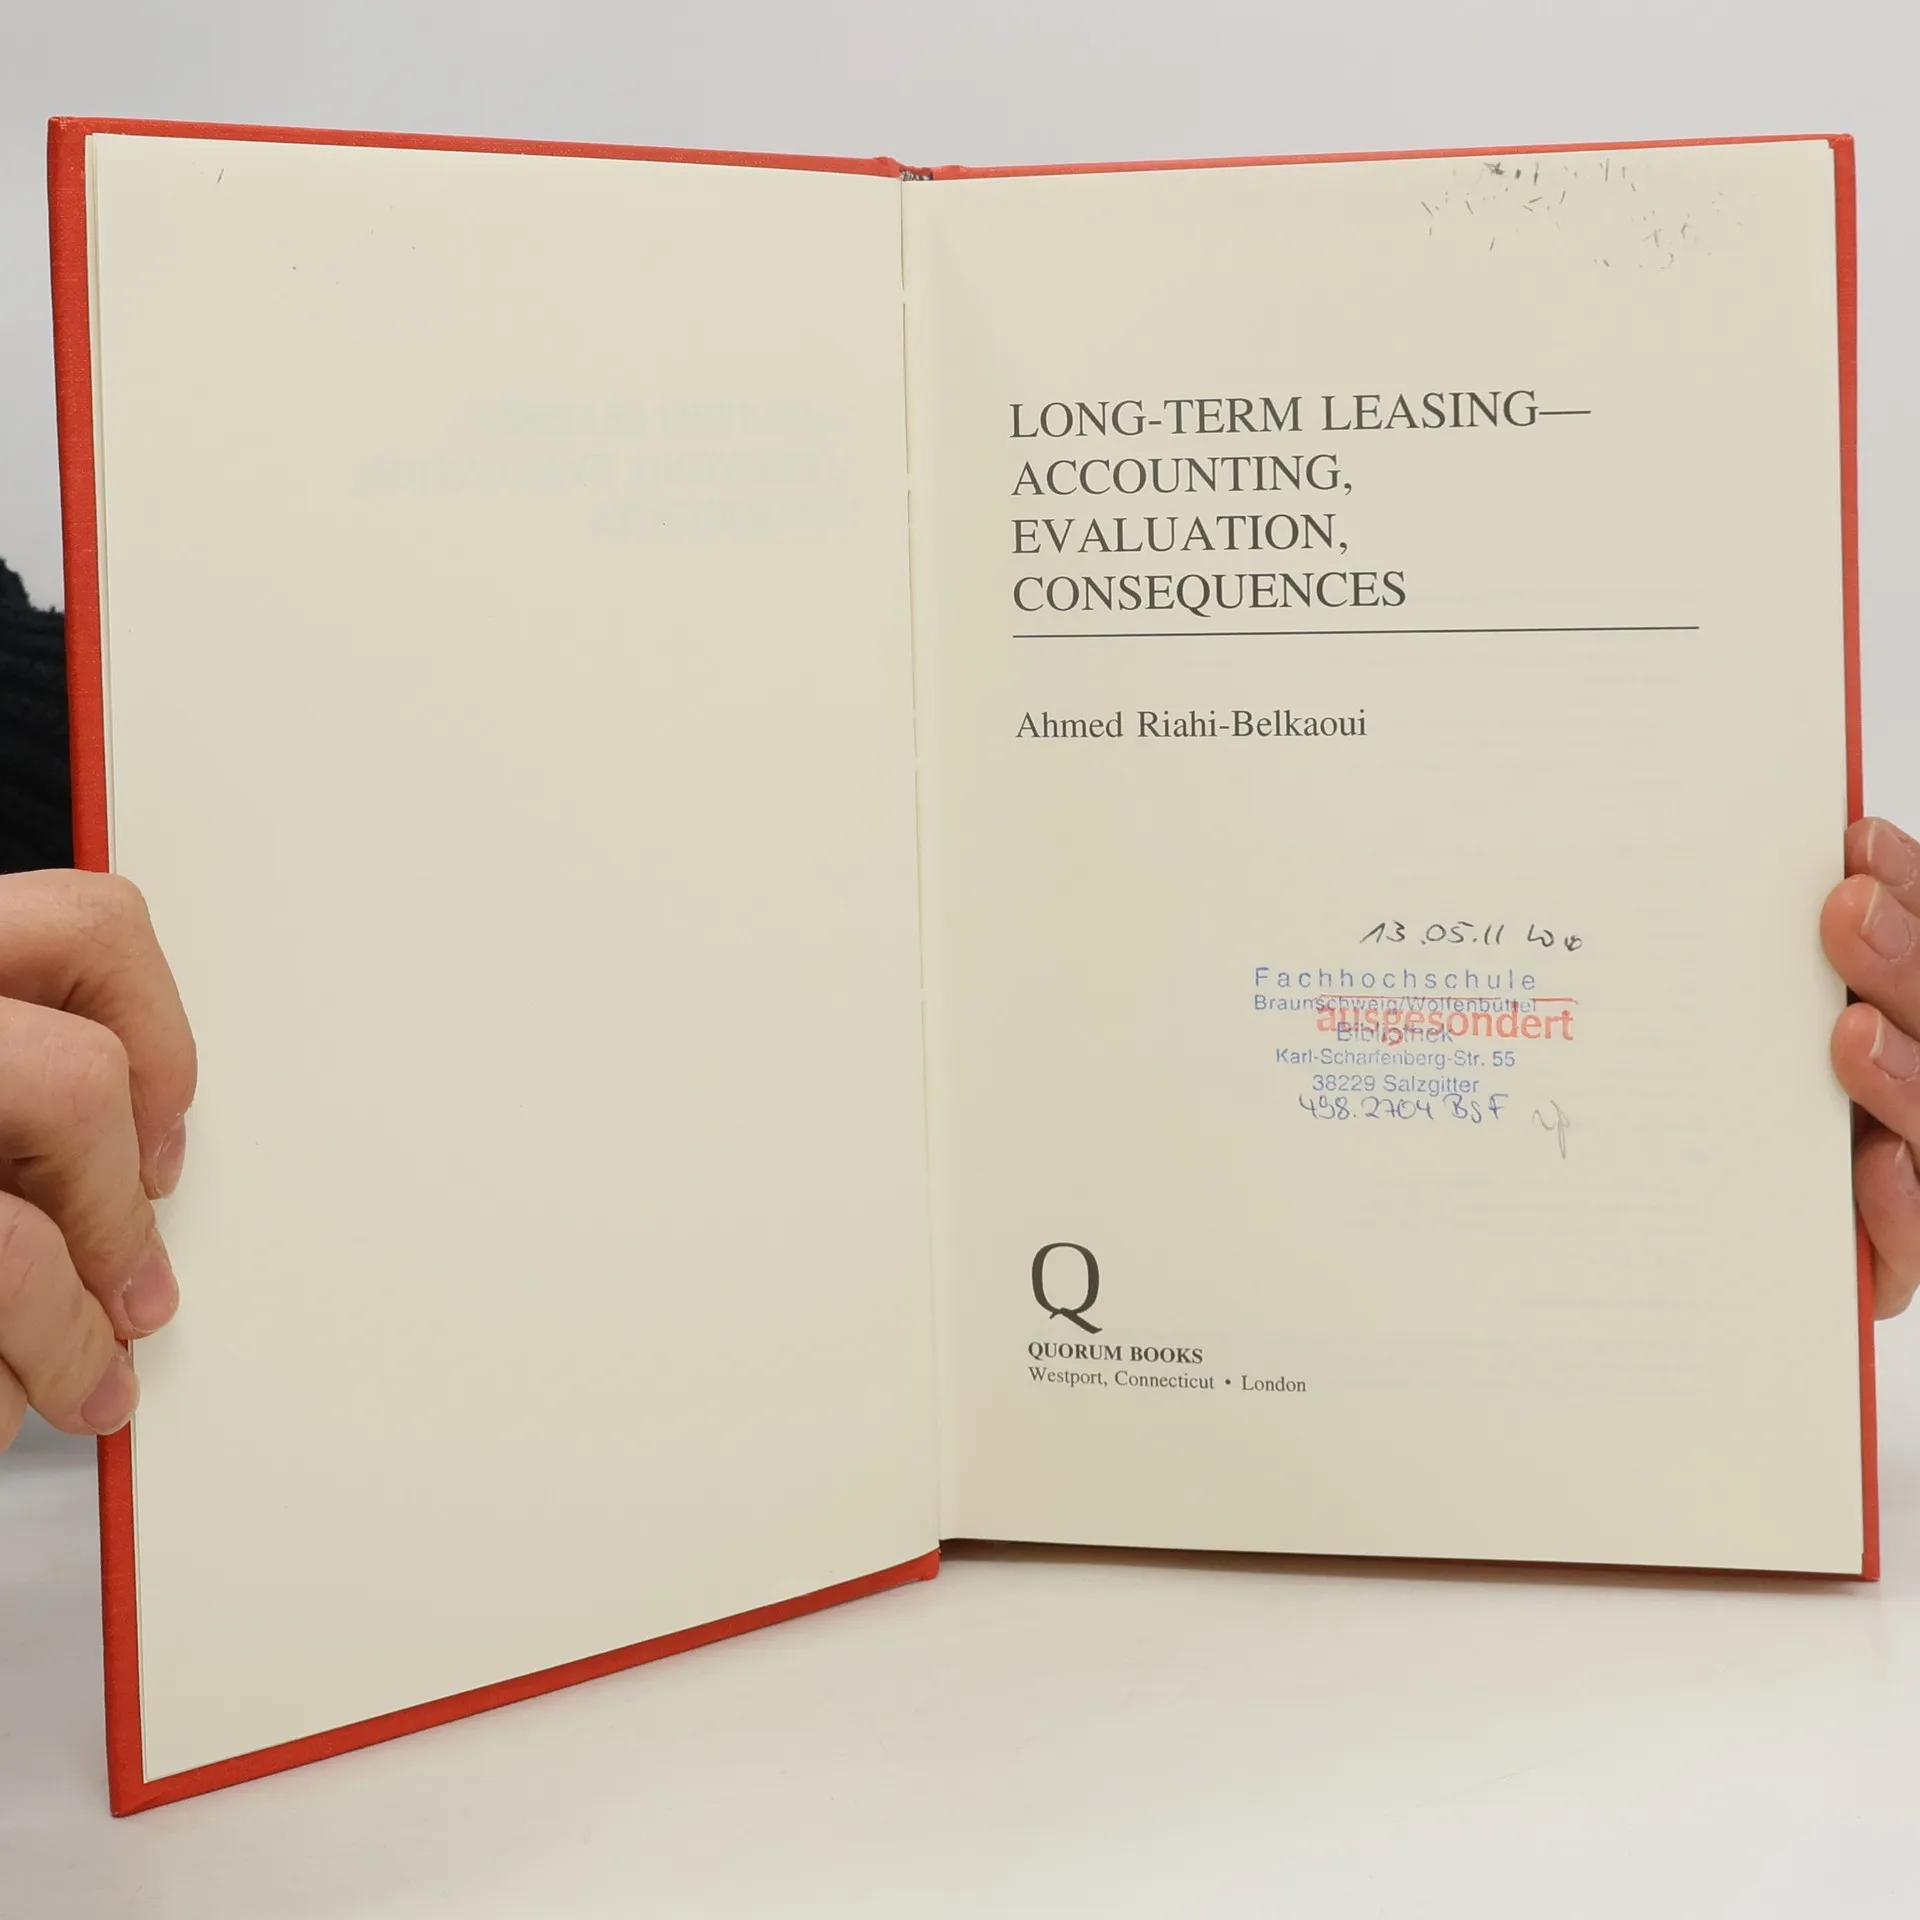 LONG-TERM LEASING—
ACCOUNTING,
EVALUATION,
CONSEQUENCES
Ahmed Riahi-Belkaoui
13.05.11
Fachhochschule
Braunschweig/Wolfenbüttel
ausgesondert
Bibliothek
Karl-Scharfenberg-Str. 55
38229 Salzgitter
498.2704 BSF
Q
QUORUM BOOKS
Westport, Connecticut • London